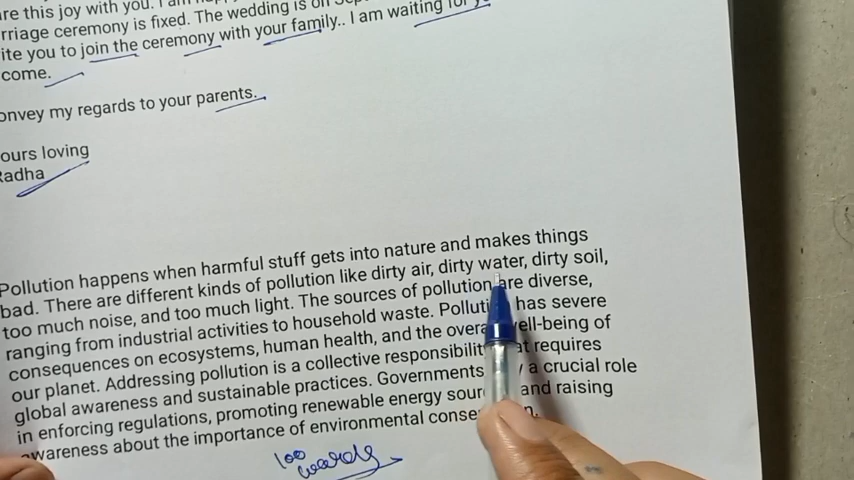 re this joy with you. I am
rriage ceremony is fixed. The wedding is on
ite you to join the ceremony with your family.. I am waiting for
come.
onvey my regards to your parents.
ours loving
Radha
Pollution happens when harmful stuff gets into nature and makes things
bad. There are different kinds of pollution like dirty air, dirty water, dirty soil,
too much noise, and too much light. The sources of pollution are diverse,
ranging from industrial activities to household waste. Pollution has severe
consequences on ecosystems, human health, and the overall well-being of
our planet. Addressing pollution is a collective responsibility that requires
global awareness and sustainable practices. Governments a crucial role
in enforcing regulations, promoting renewable energy and raising
awareness about the importance of environmental
100
words